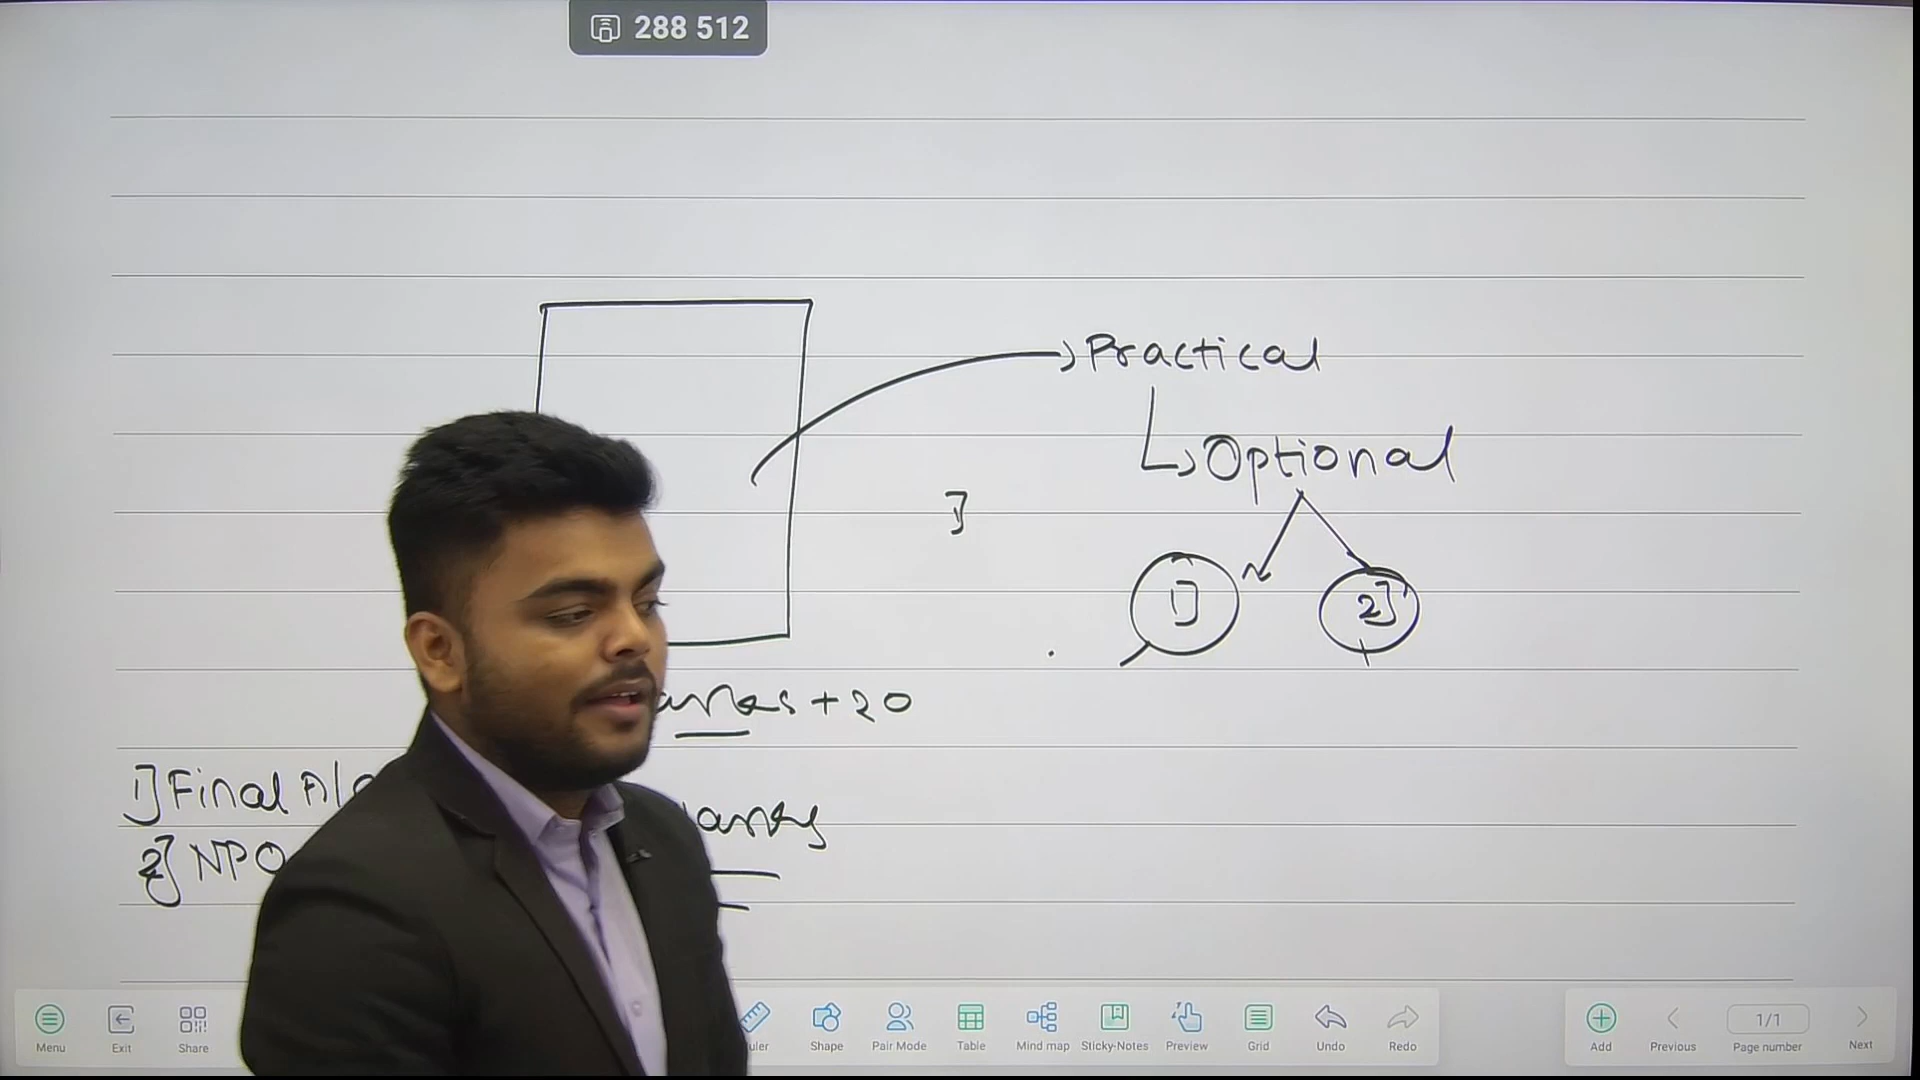 288 512
Practical
Optional
1]
1] 2]
+20
1] Final A/c
2] NPO
Menu Exit Share Shape Pair Mode Table Mind map Sticky-Notes Preview Grid Undo Redo Add Previous 1/1 Page number Next